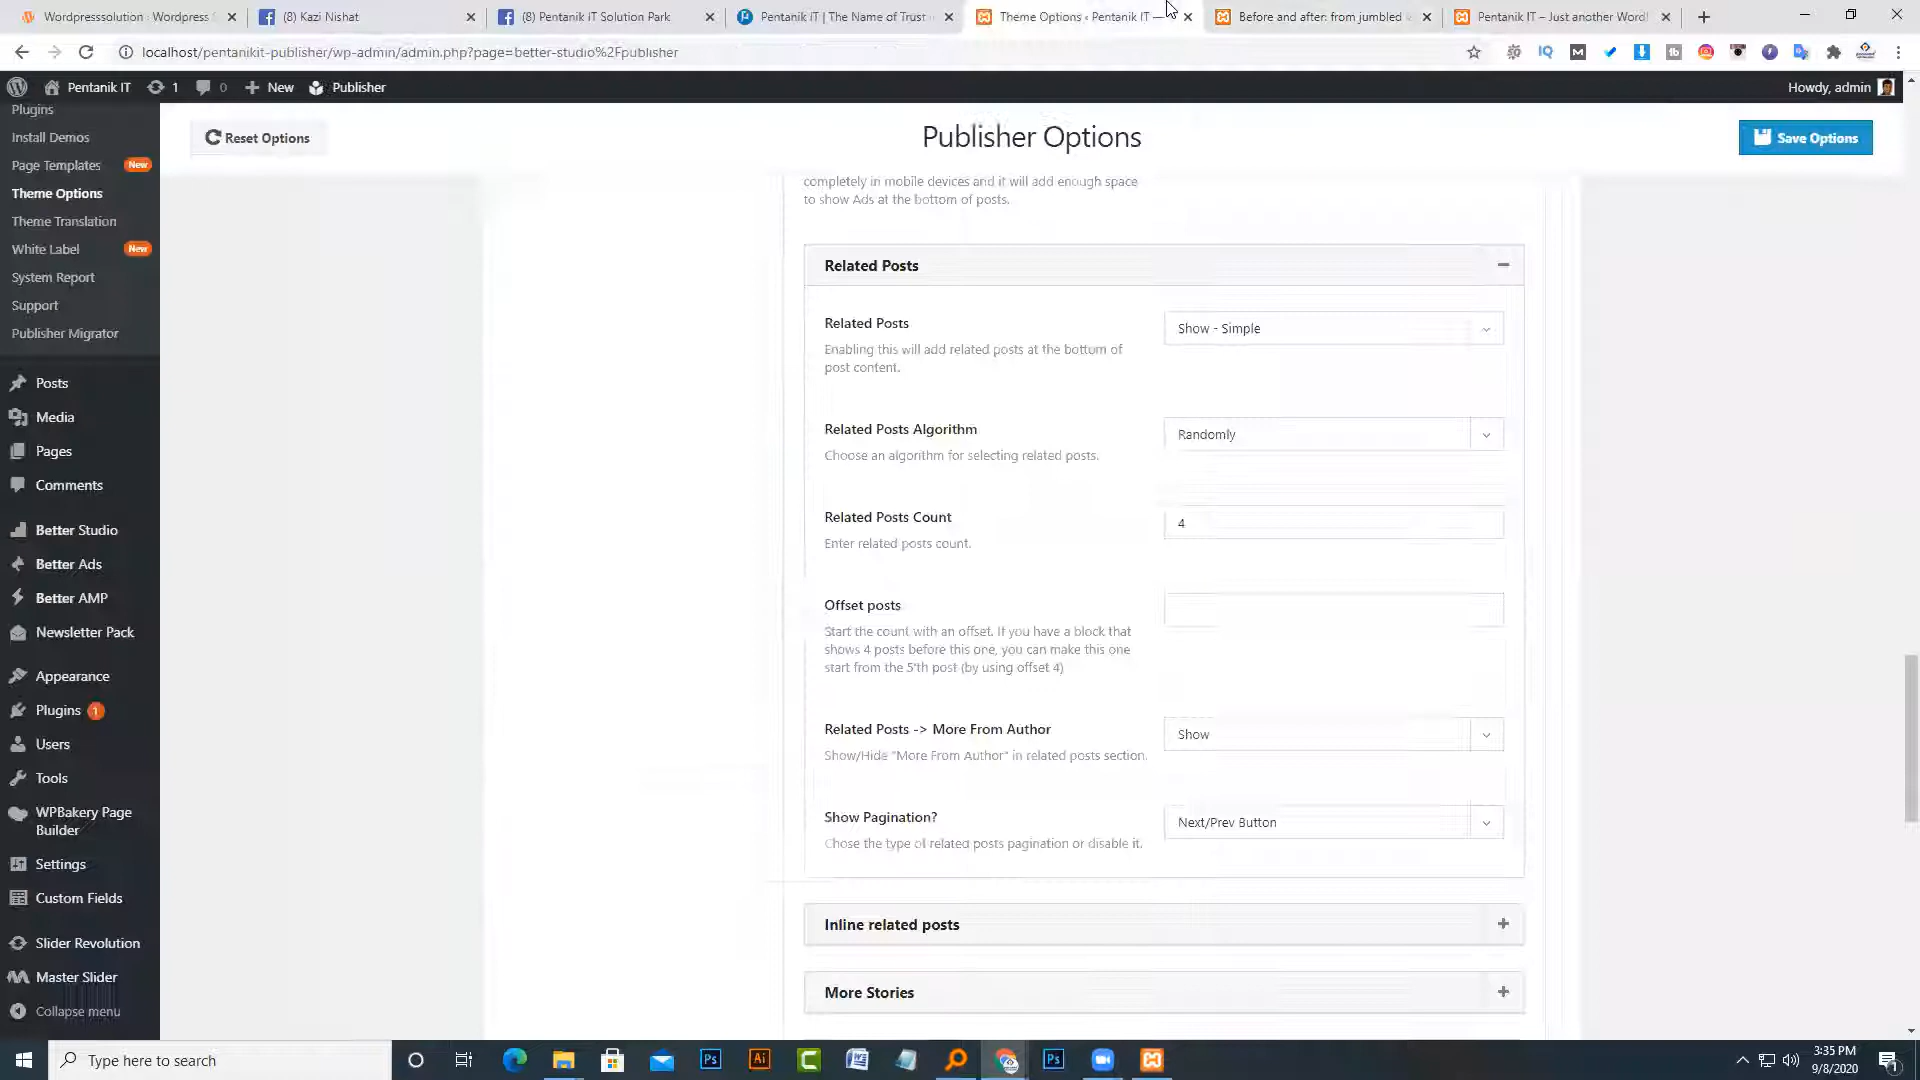 Wordpresssolution : Wordpress S
(8) Kazi Nishat
(8) Pentanik iT Solution Park
Pentanik iT | The Name of Trust
Theme Options ‹ Pentanik IT —
Before and after: from jumbled
Pentanik IT – Just another Word
localhost/pentanikit-publisher/wp-admin/admin.php?page=better-studio%2Fpublisher
Pentanik IT
1
0
New
Publisher
Howdy, admin
Plugins
Install Demos
Page Templates New
Theme Options
Theme Translation
White Label New
System Report
Support
Publisher Migrator
Posts
Media
Pages
Comments
Better Studio
Better Ads
Better AMP
Newsletter Pack
Appearance
Plugins 1
Users
Tools
WPBakery Page
Builder
Settings
Custom Fields
Slider Revolution
Master Slider
Collapse menu
Reset Options
Publisher Options
Save Options
completely in mobile devices and it will add enough space
to show Ads at the bottom of posts.
Related Posts
Related Posts
Show - Simple
Enabling this will add related posts at the bottom of
post content.
Related Posts Algorithm
Randomly
Choose an algorithm for selecting related posts.
Related Posts Count
4
Enter related posts count.
Offset posts
Start the count with an offset. If you have a block that
shows 4 posts before this one, you can make this one
start from the 5'th post (by using offset 4)
Related Posts -> More From Author
Show
Show/Hide "More From Author" in related posts section.
Show Pagination?
Next/Prev Button
Chose the type of related posts pagination or disable it.
Inline related posts
More Stories
Type here to search
3:35 PM
9/8/2020